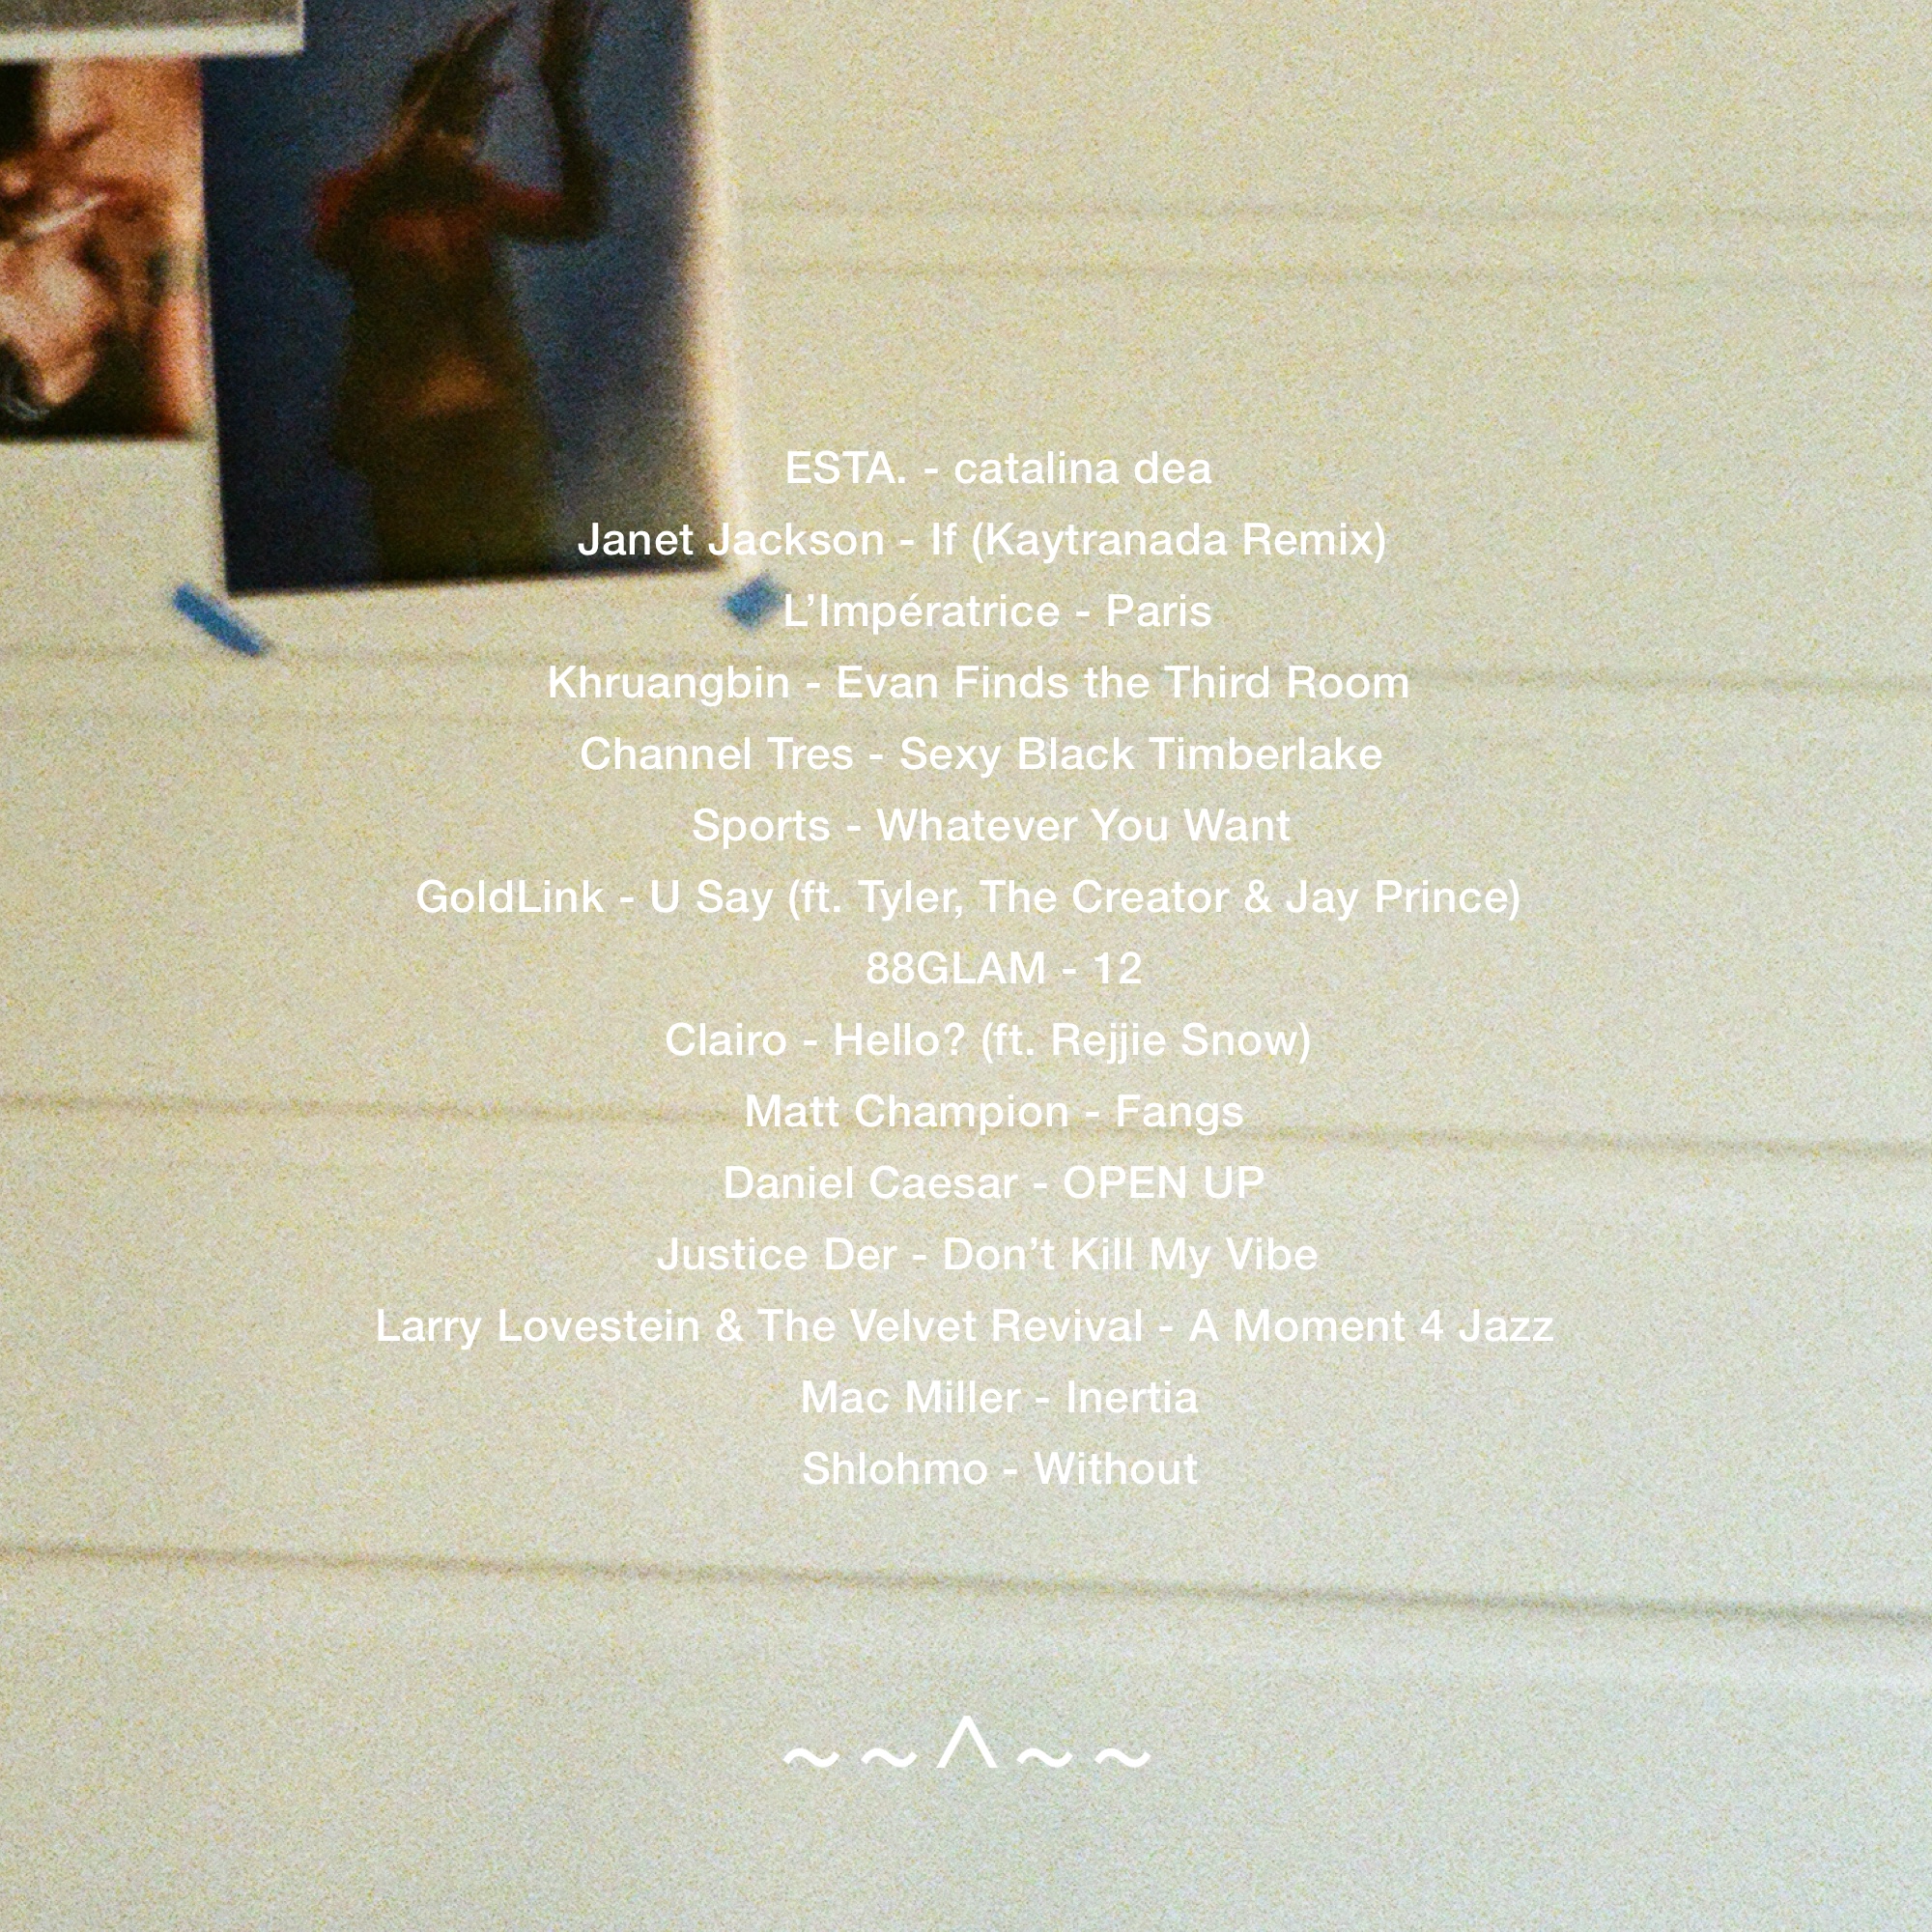 ESTA. - catalina dea
Janet Jackson - If (Kaytranada Remix)
L’Impératrice - Paris
Khruangbin - Evan Finds the Third Room
Channel Tres - Sexy Black Timberlake
Sports - Whatever You Want
GoldLink - U Say (ft. Tyler, The Creator & Jay Prince)
88GLAM - 12
Clairo - Hello? (ft. Rejjie Snow)
Matt Champion - Fangs
Daniel Caesar - OPEN UP
Justice Der - Don’t Kill My Vibe
Larry Lovestein & The Velvet Revival - A Moment 4 Jazz
Mac Miller - Inertia
Shlohmo - Without
~~^~~